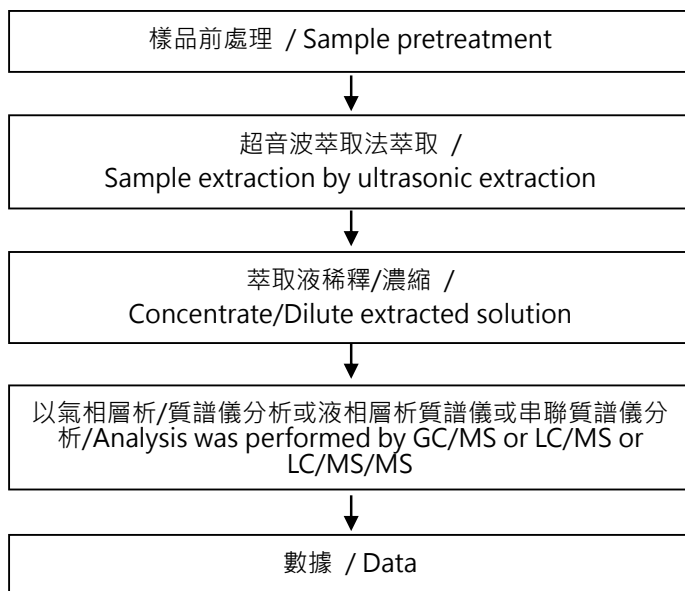 樣品前處理 / Sample pretreatment
超音波萃取法萃取 /
Sample extraction by ultrasonic extraction
萃取液稀釋/濃縮 /
Concentrate/Dilute extracted solution
以氣相層析/質譜儀分析或液相層析質譜儀或串聯質譜儀分
析/Analysis was performed by GC/MS or LC/MS or
LC/MS/MS
數據 / Data